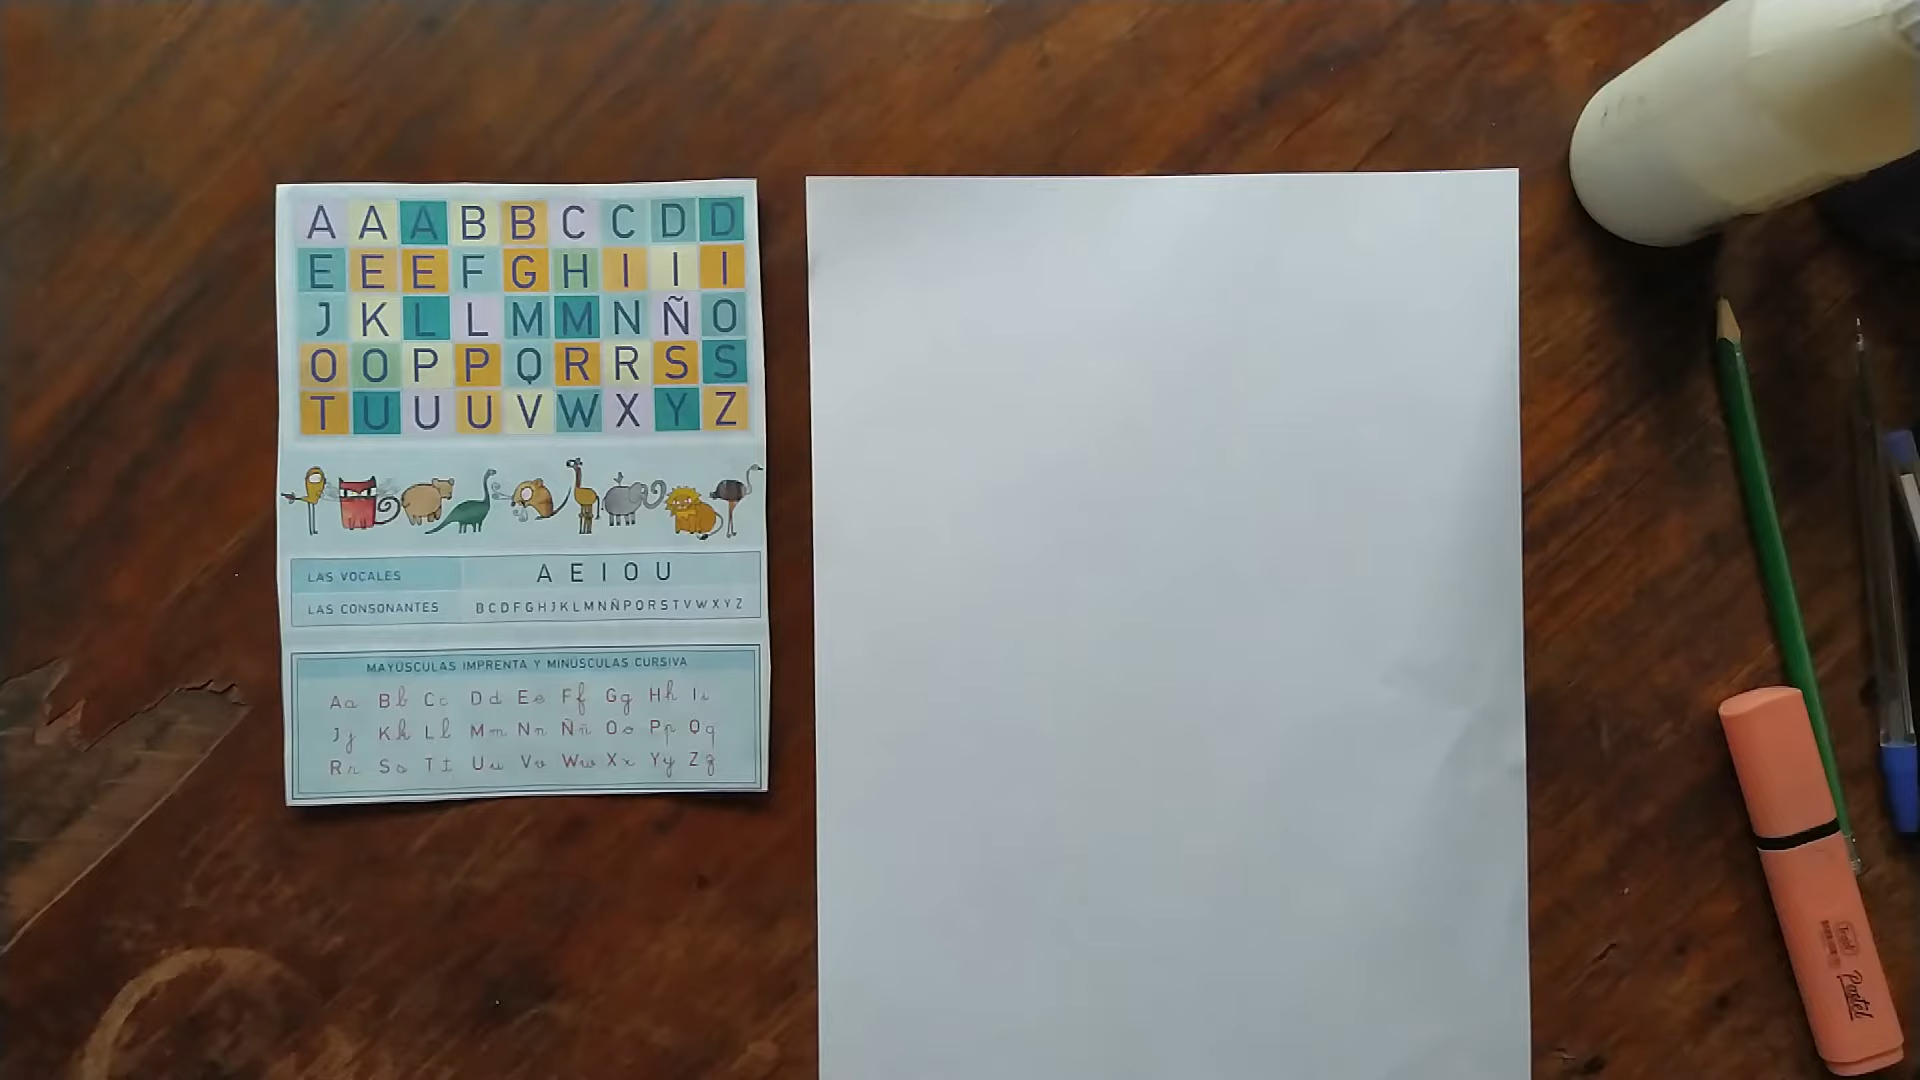 A A A B B C C D D
E E E F G H I I I
J K L L M M N Ñ O
O O P P Q R R S S
T U U U V W X Y Z
LAS VOCALES A E I O U
LAS CONSONANTES B C D F G H J K L M N Ñ P Q R S T V W X Y Z
MAYÚSCULAS IMPRENTA Y MINÚSCULAS CURSIVA
Aa Bb Cc Dd Ee Ff Gg Hh Ii
Jj Kk Ll Mm Nn Ññ Oo Pp Qq
Rr Ss Tt Uu Vv Ww Xx Yy Zz
Pastel